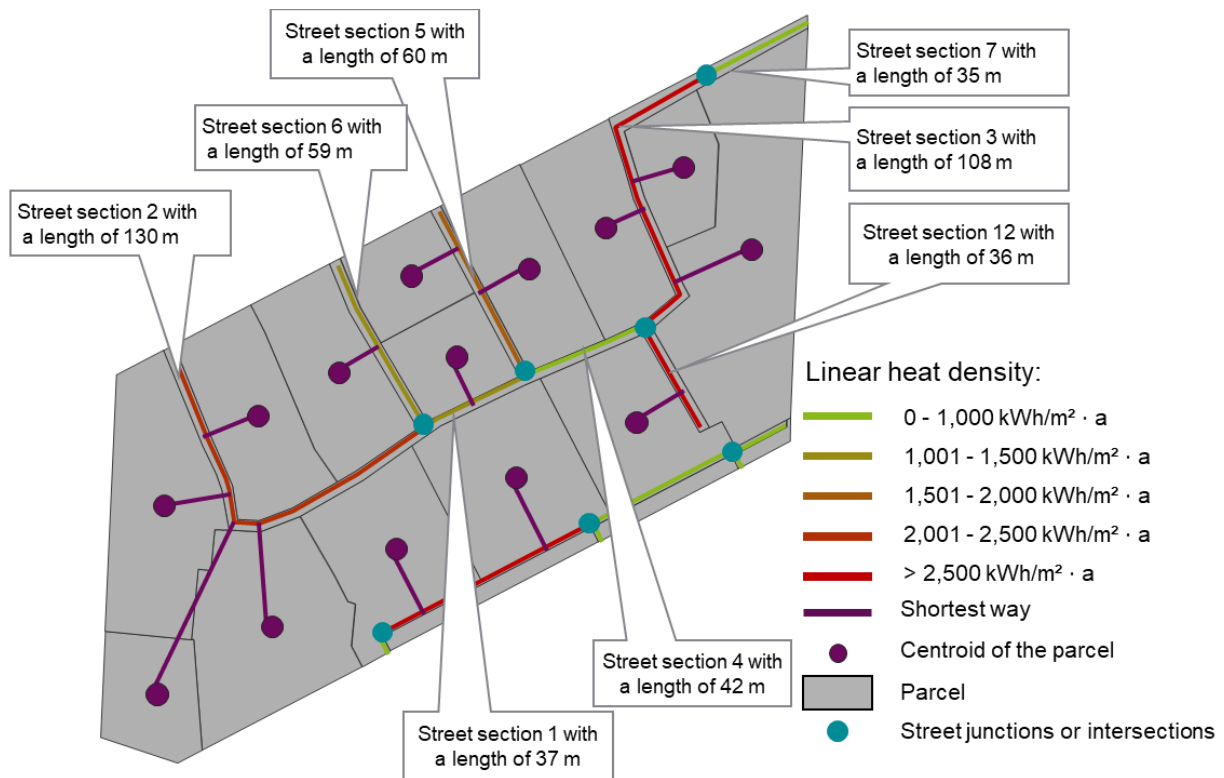 Street section 5 with
a length of 60 m
Street section 7 with
a length of 35 m
Street section 6 with
a length of 59 m
Street section 3 with
a length of 108 m
Street section 2 with
a length of 130 m
Street section 12 with
a length of 36 m
Linear heat density:
0 - 1,000 kWh/m² · a
1,001 - 1,500 kWh/m² · a
1,501 - 2,000 kWh/m² · a
2,001 - 2,500 kWh/m² · a
> 2,500 kWh/m² · a
Shortest way
Centroid of the parcel
Parcel
Street junctions or intersections
Street section 4 with
a length of 42 m
Street section 1 with
a length of 37 m